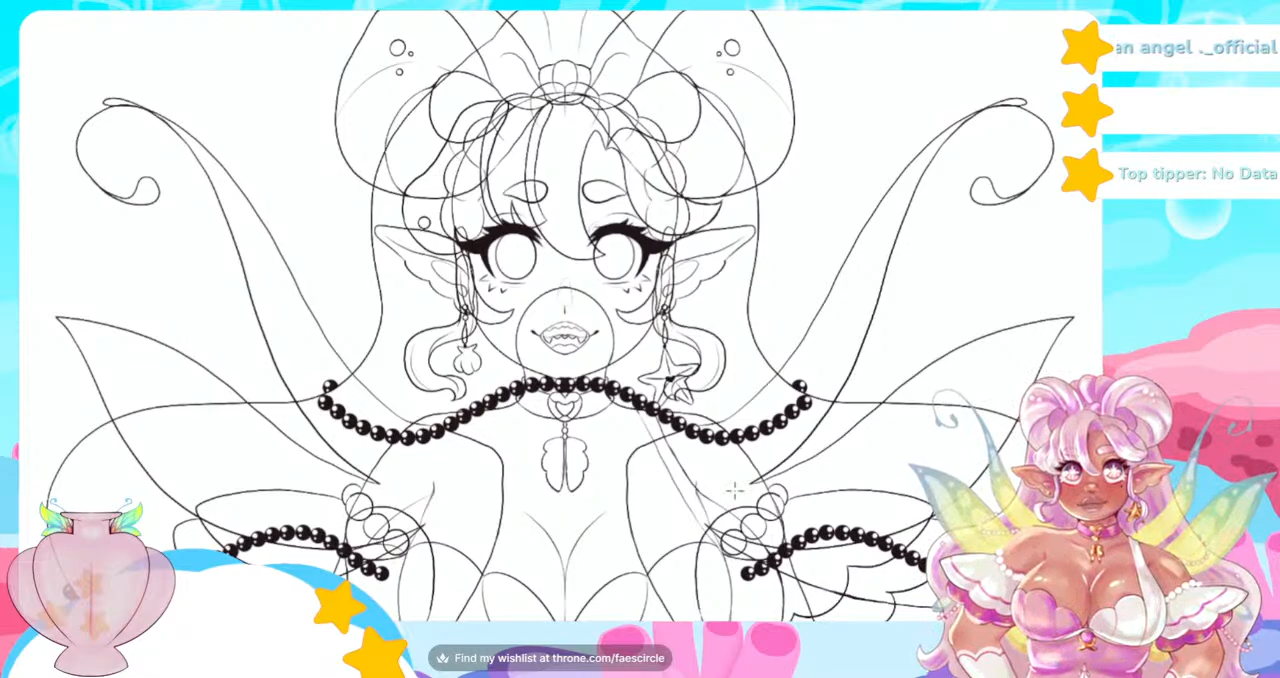 an angel ._official
Top tipper: No Data
Find my wishlist at throne.com/faescircle